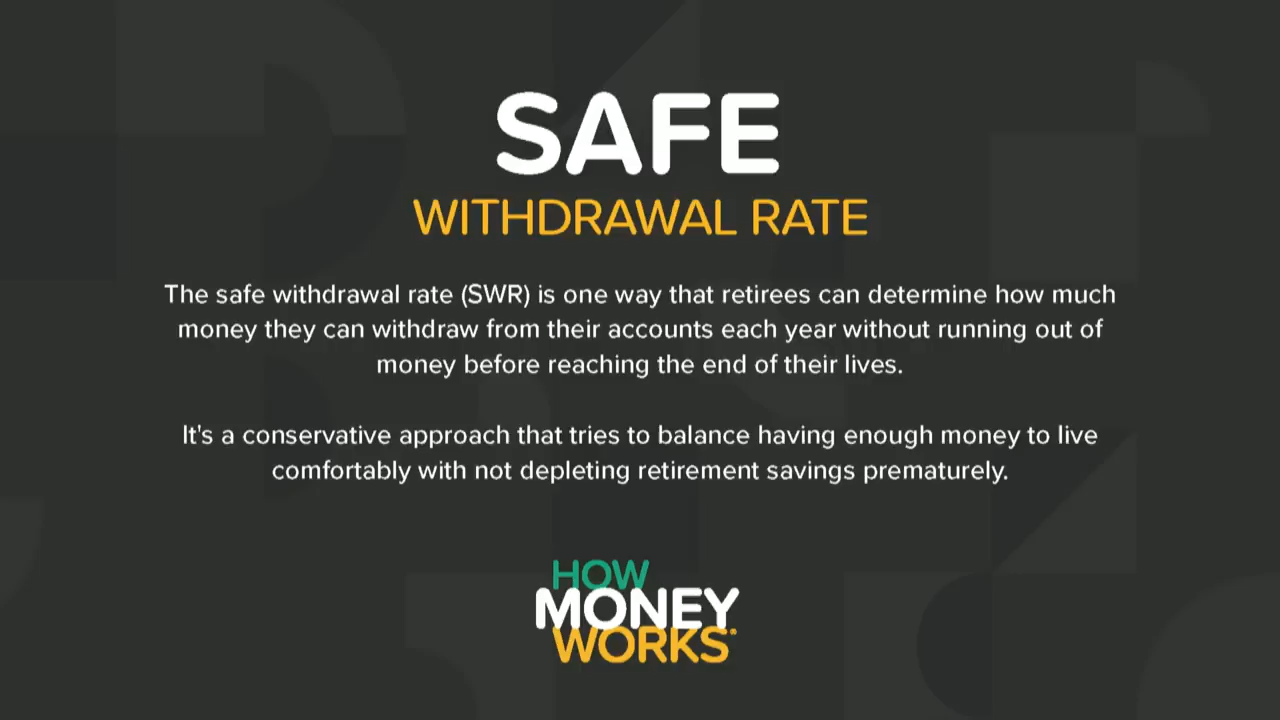 SAFE
WITHDRAWAL RATE
The safe withdrawal rate (SWR) is one way that retirees can determine how much
money they can withdraw from their accounts each year without running out of
money before reaching the end of their lives.
It's a conservative approach that tries to balance having enough money to live
comfortably with not depleting retirement savings prematurely.
HOW
MONEY
WORKS